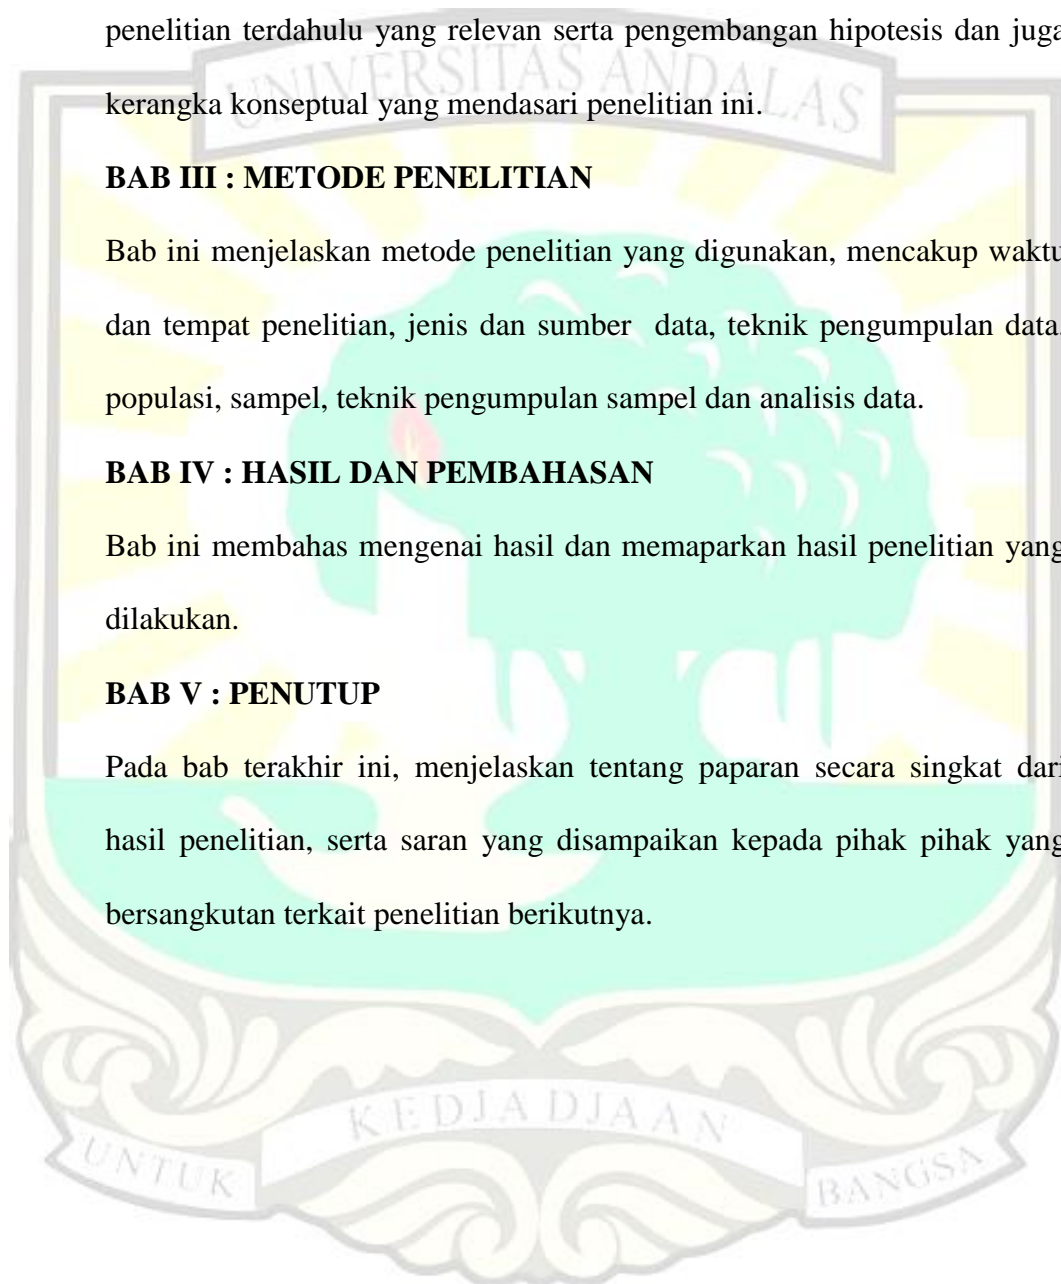 penelitian terdahulu yang relevan serta pengembangan hipotesis dan juga
UNIVERSITAS ANDALAS
kerangka konseptual yang mendasari penelitian ini.
BAB III : METODE PENELITIAN
Bab ini menjelaskan metode penelitian yang digunakan, mencakup waktu
dan tempat penelitian, jenis dan sumber  data, teknik pengumpulan data,
populasi, sampel, teknik pengumpulan sampel dan analisis data.
BAB IV : HASIL DAN PEMBAHASAN
Bab ini membahas mengenai hasil dan memaparkan hasil penelitian yang
dilakukan.
BAB V : PENUTUP
Pada bab terakhir ini, menjelaskan tentang paparan secara singkat dari
hasil penelitian, serta saran yang disampaikan kepada pihak pihak yang
bersangkutan terkait penelitian berikutnya.
UNTUK KEDJADJAAN BANGSA